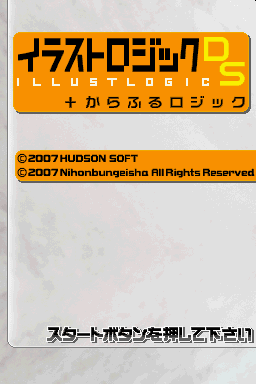 イラストロジックDS
ILLUSTLOGIC
+からふるロジック
©2007 HUDSON SOFT
©2007 Nihonbungeisha All Rights Reserved
スタートボタンを押して下さい